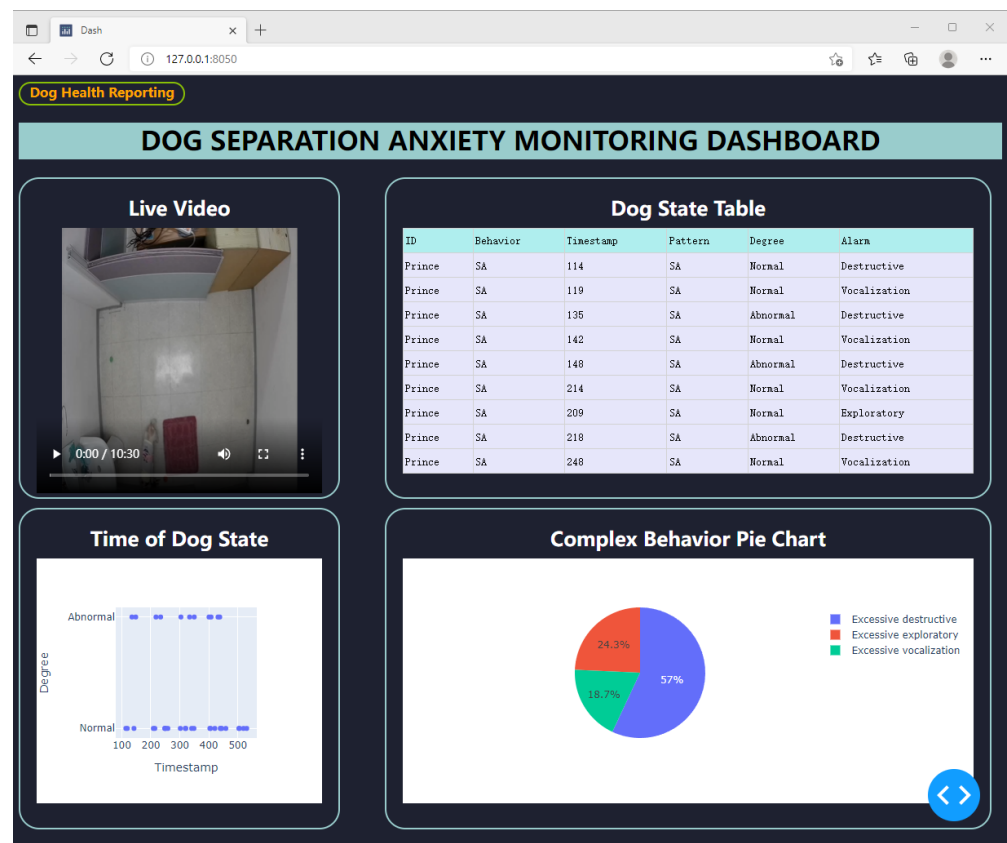 Dash
127.0.0.1:8050
Dog Health Reporting
DOG SEPARATION ANXIETY MONITORING DASHBOARD
Live Video
0:00 / 10:30
Dog State Table
ID Behavior Timestamp Pattern Degree Alarm
Prince SA 114 SA Normal Destructive
Prince SA 119 SA Normal Vocalization
Prince SA 135 SA Abnormal Destructive
Prince SA 142 SA Normal Vocalization
Prince SA 148 SA Abnormal Destructive
Prince SA 214 SA Normal Vocalization
Prince SA 209 SA Normal Exploratory
Prince SA 218 SA Abnormal Destructive
Prince SA 248 SA Normal Vocalization
Time of Dog State
Abnormal
Degree
Normal
100 200 300 400 500
Timestamp
Complex Behavior Pie Chart
24.3%
57%
18.7%
Excessive destructive
Excessive exploratory
Excessive vocalization